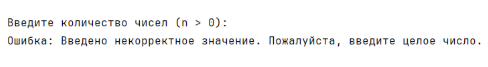 Введите количество чисел (n > 0):
Ошибка: Введено некорректное значение. Пожалуйста, введите целое число.